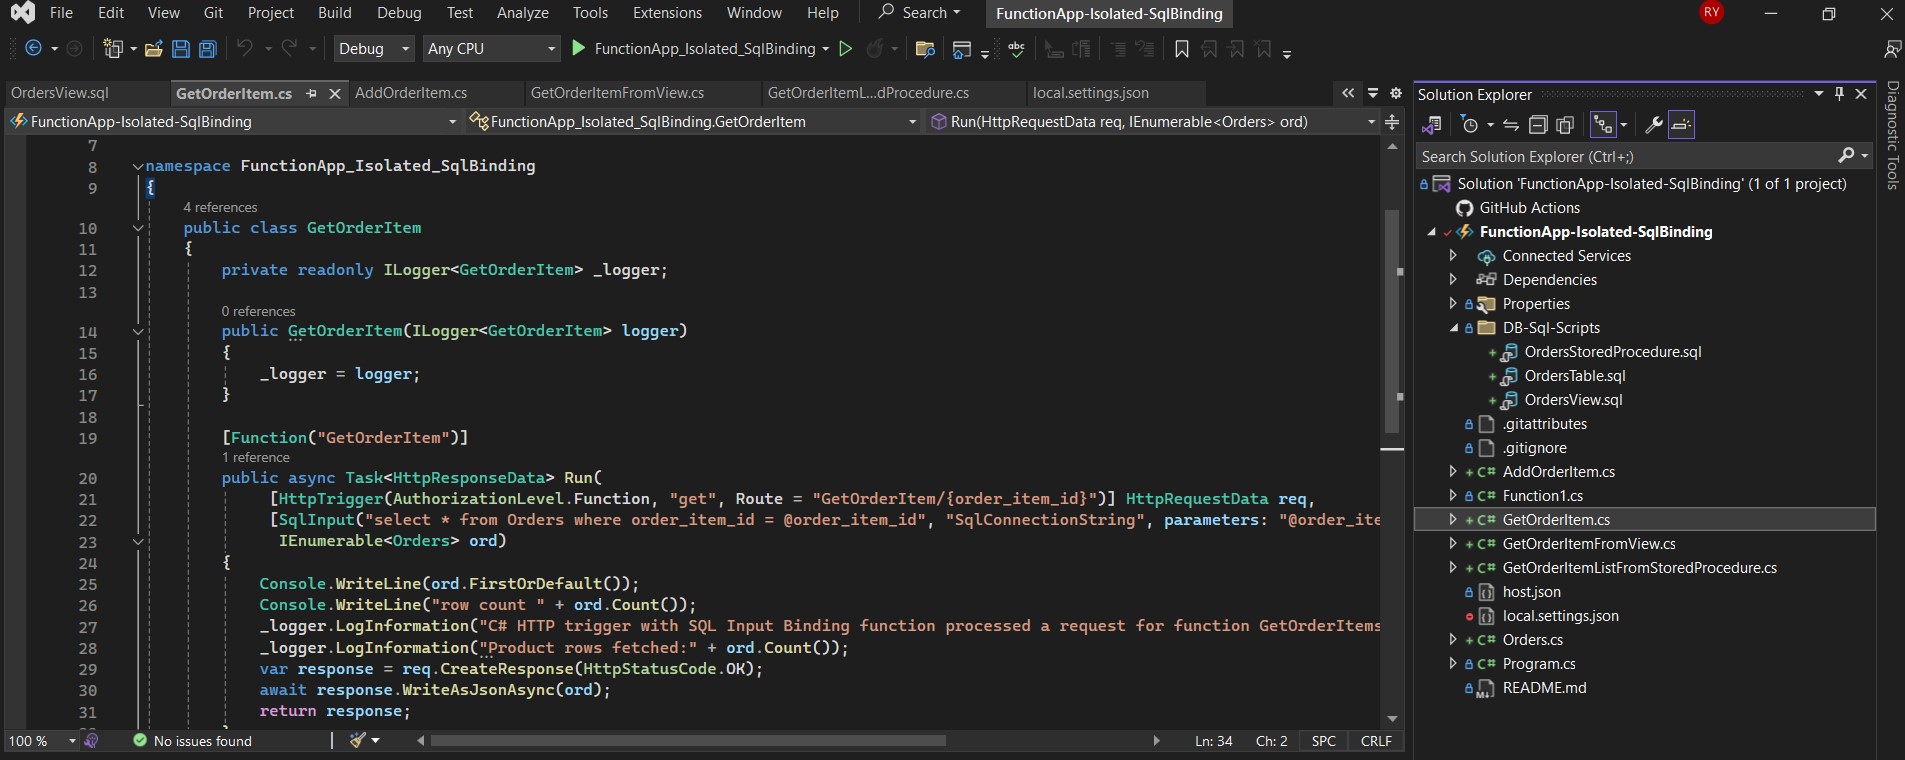 File Edit View Git Project Build Debug Test Analyze Tools Extensions Window Help Search FunctionApp-Isolated-SqlBinding RY
Debug Any CPU FunctionApp_Isolated_SqlBinding abc
OrdersView.sql GetOrderItem.cs AddOrderItem.cs GetOrderItemFromView.cs GetOrderItemL...dProcedure.cs local.settings.json
FunctionApp-Isolated-SqlBinding FunctionApp_Isolated_SqlBinding.GetOrderItem Run(HttpRequestData req, IEnumerable<Orders> ord)
7
8 namespace FunctionApp_Isolated_SqlBinding
9 {
4 references
10 public class GetOrderItem
11 {
12 private readonly ILogger<GetOrderItem> _logger;
13
0 references
14 public GetOrderItem(ILogger<GetOrderItem> logger)
15 {
16 _logger = logger;
17 }
18
19 [Function("GetOrderItem")]
1 reference
20 public async Task<HttpResponseData> Run(
21 [HttpTrigger(AuthorizationLevel.Function, "get", Route = "GetOrderItem/{order_item_id}")] HttpRequestData req,
22 [SqlInput("select * from Orders where order_item_id = @order_item_id", "SqlConnectionString", parameters: "@order_ite
23 IEnumerable<Orders> ord)
24 {
25 Console.WriteLine(ord.FirstOrDefault());
26 Console.WriteLine("row count " + ord.Count());
27 _logger.LogInformation("C# HTTP trigger with SQL Input Binding function processed a request for function GetOrderItems
28 _logger.LogInformation("Product rows fetched:" + ord.Count());
29 var response = req.CreateResponse(HttpStatusCode.OK);
30 await response.WriteAsJsonAsync(ord);
31 return response;
100 % No issues found Ln: 34 Ch: 2 SPC CRLF
Solution Explorer
Search Solution Explorer (Ctrl+;)
Solution 'FunctionApp-Isolated-SqlBinding' (1 of 1 project)
GitHub Actions
FunctionApp-Isolated-SqlBinding
Connected Services
Dependencies
Properties
DB-Sql-Scripts
OrdersStoredProcedure.sql
OrdersTable.sql
OrdersView.sql
.gitattributes
.gitignore
C# AddOrderItem.cs
C# Function1.cs
C# GetOrderItem.cs
C# GetOrderItemFromView.cs
C# GetOrderItemListFromStoredProcedure.cs
host.json
local.settings.json
C# Orders.cs
C# Program.cs
README.md
Diagnostic Tools